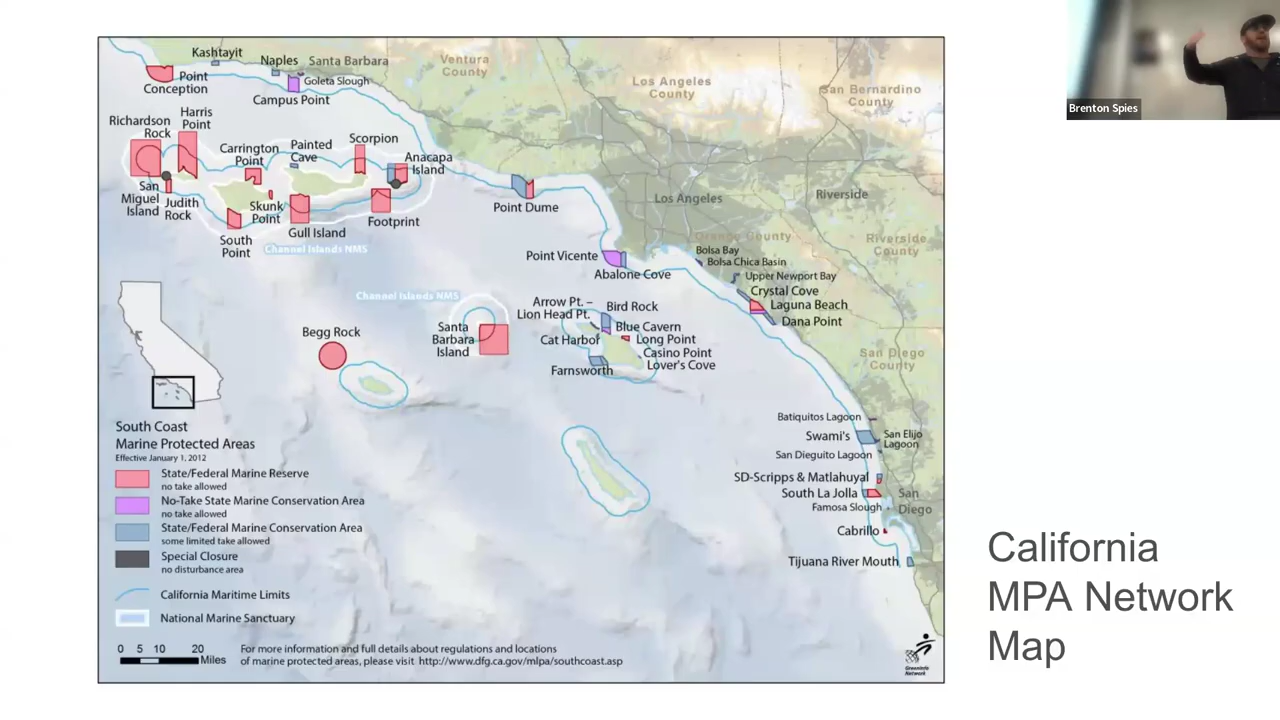 Kashtayit
Naples
Santa Barbara
Goleta Slough
Ventura
County
Los Angeles
County
San Bernardino
County
Point
Conception
Campus Point
Harris
Point
Richardson
Rock
Carrington
Point
Painted
Cave
Scorpion
Anacapa
Island
San
Miguel
Island
Judith
Rock
Skunk
Point
Gull Island
Footprint
South
Point
Channel Islands NMS
Point Dume
Los Angeles
Riverside
Orange County
Riverside
County
Point Vicente
Abalone Cove
Bolsa Bay
Bolsa Chica Basin
Upper Newport Bay
Crystal Cove
Laguna Beach
Dana Point
Channel Islands NMS
Arrow Pt. –
Lion Head Pt.
Bird Rock
Blue Cavern
Long Point
Cat Harbor
Casino Point
Lover's Cove
Farnsworth
Begg Rock
Santa
Barbara
Island
San Diego
County
Batiquitos Lagoon
Swami's
San Elijo
Lagoon
San Dieguito Lagoon
SD-Scripps & Matlahuyal
South La Jolla
San
Diego
Famosa Slough
Cabrillo
Tijuana River Mouth
South Coast
Marine Protected Areas
Effective January 1, 2012
State/Federal Marine Reserve
no take allowed
No-Take State Marine Conservation Area
no take allowed
State/Federal Marine Conservation Area
some limited take allowed
Special Closure
no disturbance area
California Maritime Limits
National Marine Sanctuary
0 5 10 20
Miles
For more information and full details about regulations and locations
of marine protected areas, please visit http://www.dfg.ca.gov/mlpa/southcoast.asp
GreenInfo
Network
Brenton Spies
California
MPA Network
Map